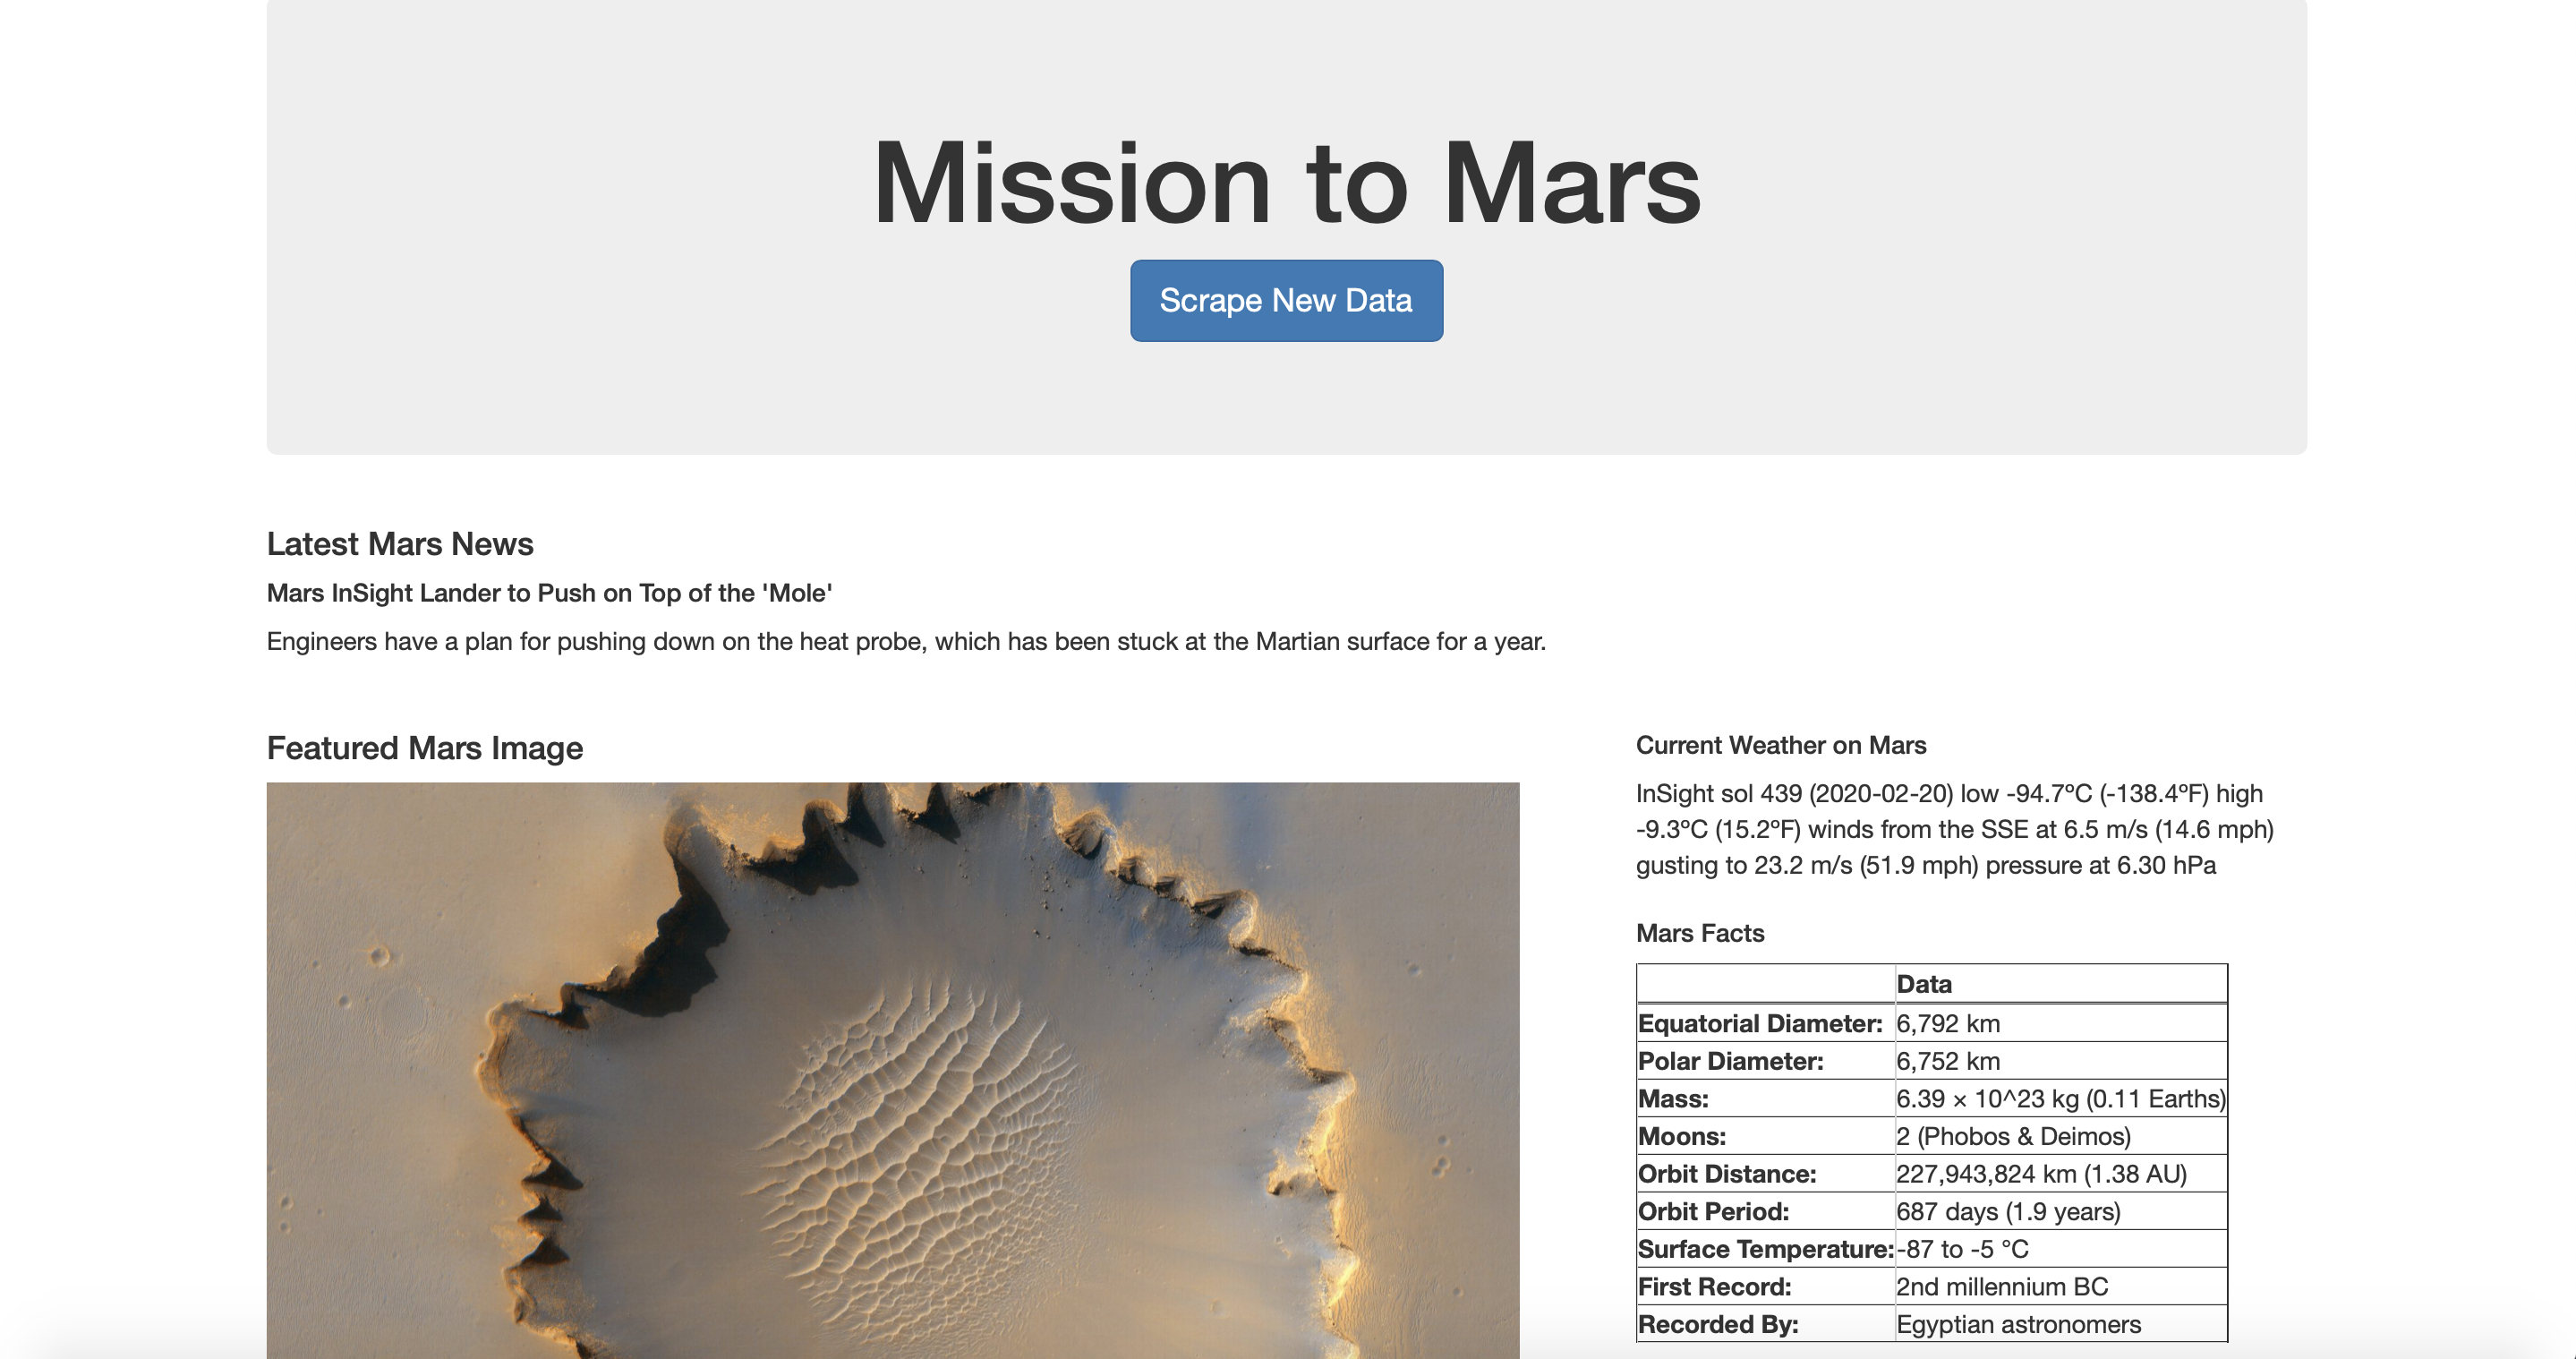 Mission to Mars
Scrape New Data
Latest Mars News
Mars InSight Lander to Push on Top of the 'Mole'
Engineers have a plan for pushing down on the heat probe, which has been stuck at the Martian surface for a year.
Featured Mars Image
Current Weather on Mars
InSight sol 439 (2020-02-20) low -94.7ºC (-138.4ºF) high
-9.3ºC (15.2ºF) winds from the SSE at 6.5 m/s (14.6 mph)
gusting to 23.2 m/s (51.9 mph) pressure at 6.30 hPa
Mars Facts
Data
Equatorial Diameter: 6,792 km
Polar Diameter: 6,752 km
Mass: 6.39 × 10^23 kg (0.11 Earths)
Moons: 2 (Phobos & Deimos)
Orbit Distance: 227,943,824 km (1.38 AU)
Orbit Period: 687 days (1.9 years)
Surface Temperature: -87 to -5 °C
First Record: 2nd millennium BC
Recorded By: Egyptian astronomers